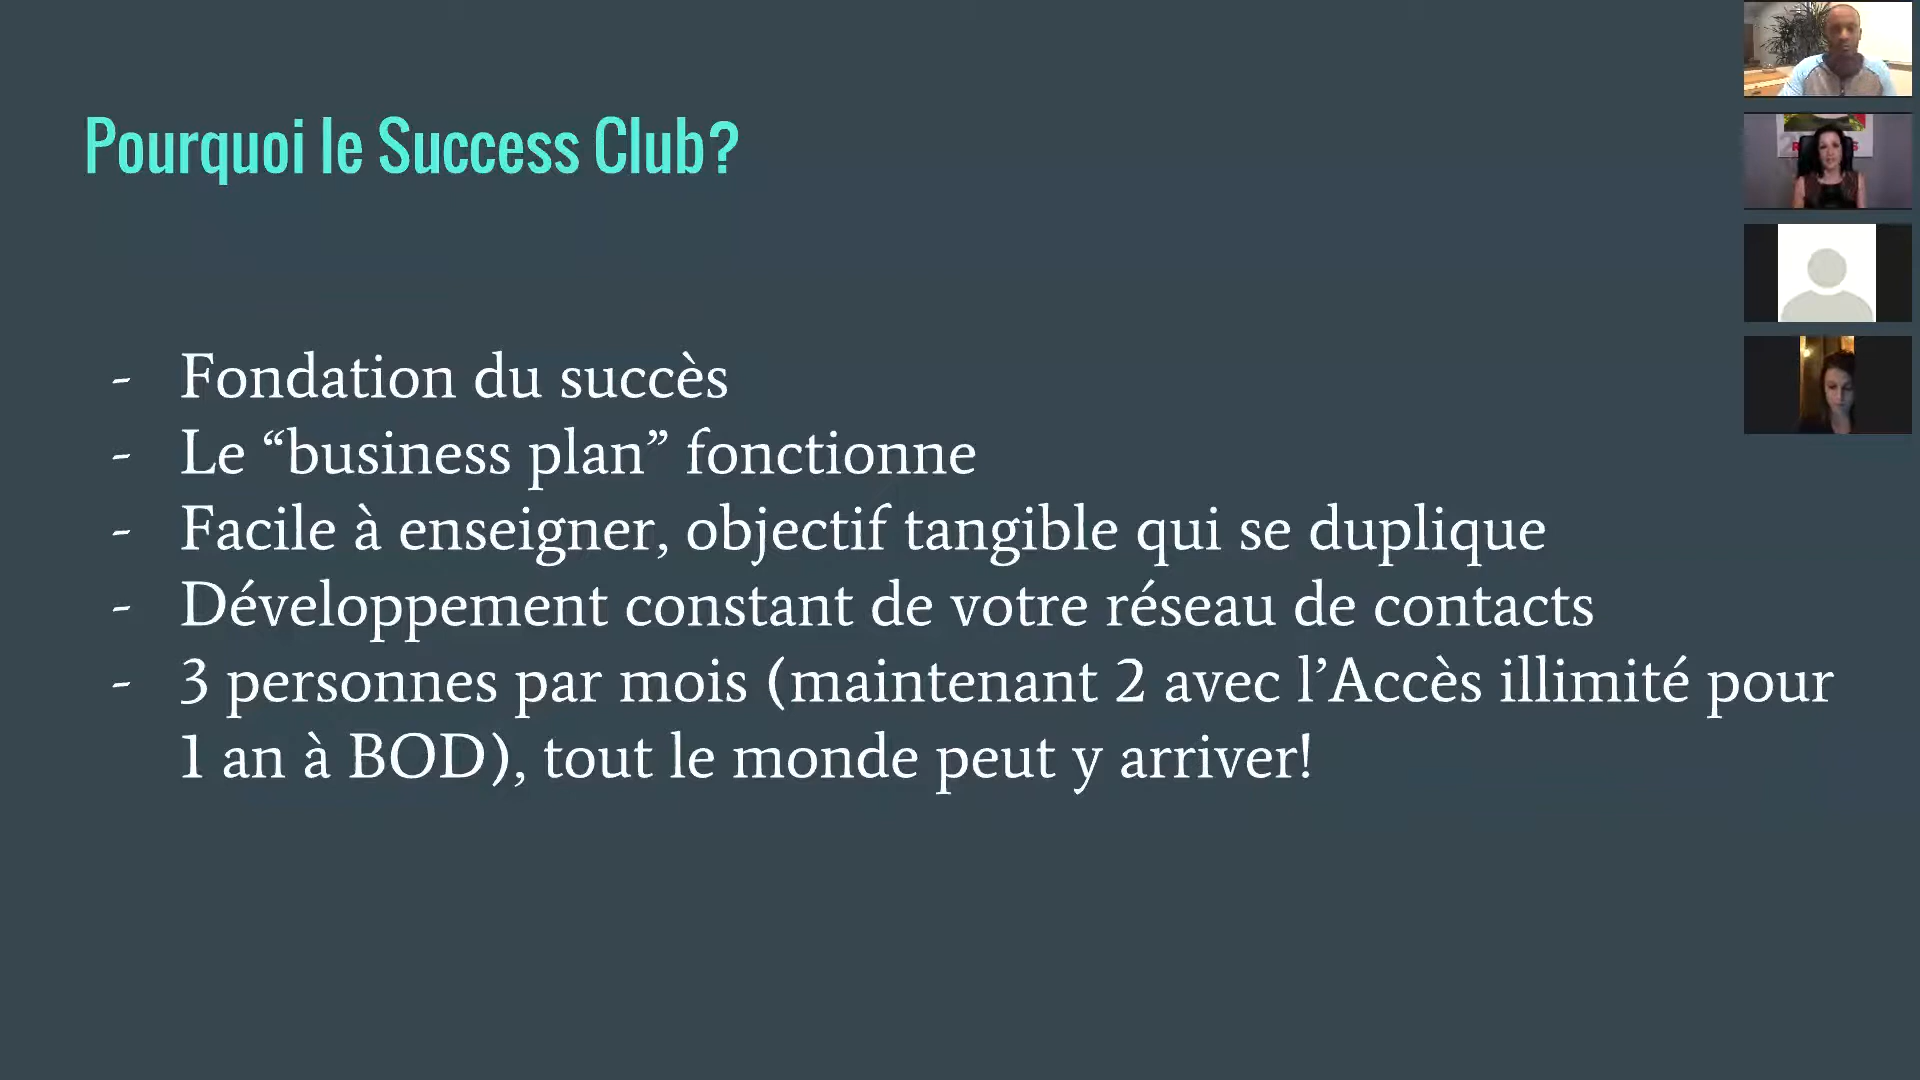 Pourquoi le Success Club?
- Fondation du succès
- Le “business plan” fonctionne
- Facile à enseigner, objectif tangible qui se duplique
- Développement constant de votre réseau de contacts
- 3 personnes par mois (maintenant 2 avec l’Accès illimité pour
1 an à BOD), tout le monde peut y arriver!